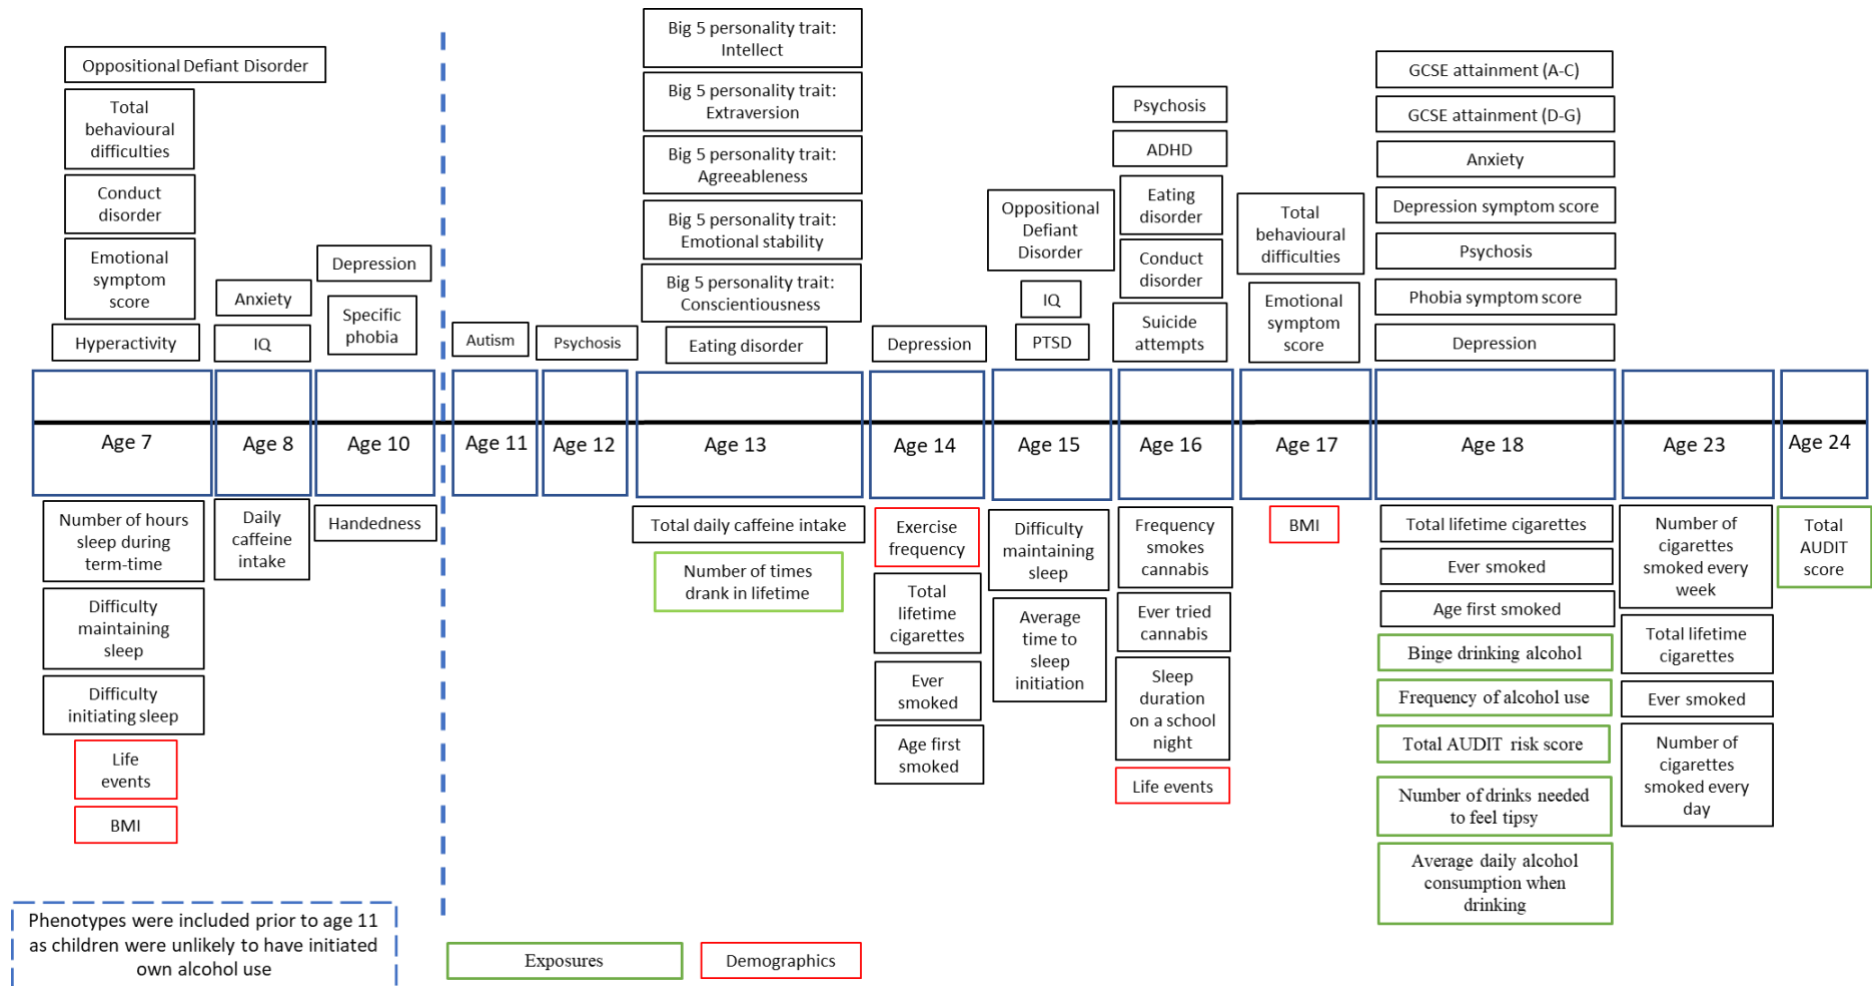 Oppositional Defiant Disorder
Total
behavioural
difficulties
Conduct
disorder
Emotional
symptom
score
Hyperactivity
Anxiety
IQ
Depression
Specific
phobia
Autism
Psychosis
Big 5 personality trait:
Intellect
Big 5 personality trait:
Extraversion
Big 5 personality trait:
Agreeableness
Big 5 personality trait:
Emotional stability
Big 5 personality trait:
Conscientiousness
Eating disorder
Depression
Oppositional
Defiant
Disorder
IQ
PTSD
Psychosis
ADHD
Eating
disorder
Conduct
disorder
Suicide
attempts
Total
behavioural
difficulties
Emotional
symptom
score
GCSE attainment (A-C)
GCSE attainment (D-G)
Anxiety
Depression symptom score
Psychosis
Phobia symptom score
Depression
Age 7
Age 8
Age 10
Age 11
Age 12
Age 13
Age 14
Age 15
Age 16
Age 17
Age 18
Age 23
Age 24
Number of hours
sleep during
term-time
Difficulty
maintaining
sleep
Difficulty
initiating sleep
Life
events
BMI
Daily
caffeine
intake
Handedness
Total daily caffeine intake
Number of times
drank in lifetime
Exercise
frequency
Total
lifetime
cigarettes
Ever
smoked
Age first
smoked
Difficulty
maintaining
sleep
Average
time to
sleep
initiation
Frequency
smokes
cannabis
Ever tried
cannabis
Sleep
duration
on a school
night
Life events
BMI
Total lifetime cigarettes
Ever smoked
Age first smoked
Binge drinking alcohol
Frequency of alcohol use
Total AUDIT risk score
Number of drinks needed
to feel tipsy
Average daily alcohol
consumption when
drinking
Number of
cigarettes
smoked every
week
Total lifetime
cigarettes
Ever smoked
Number of
cigarettes
smoked every
day
Total
AUDIT
score
Phenotypes were included prior to age 11
as children were unlikely to have initiated
own alcohol use
Exposures
Demographics